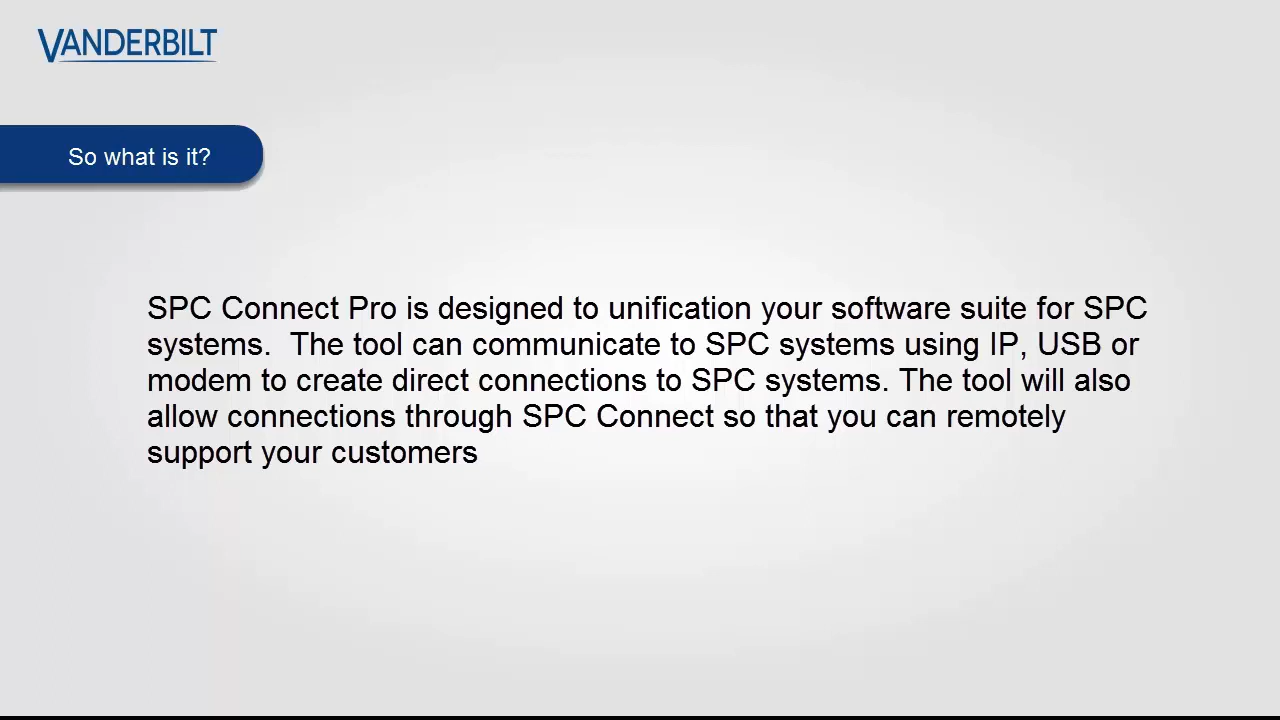 VANDERBILT
So what is it?
SPC Connect Pro is designed to unification your software suite for SPC
systems.  The tool can communicate to SPC systems using IP, USB or
modem to create direct connections to SPC systems. The tool will also
allow connections through SPC Connect so that you can remotely
support your customers